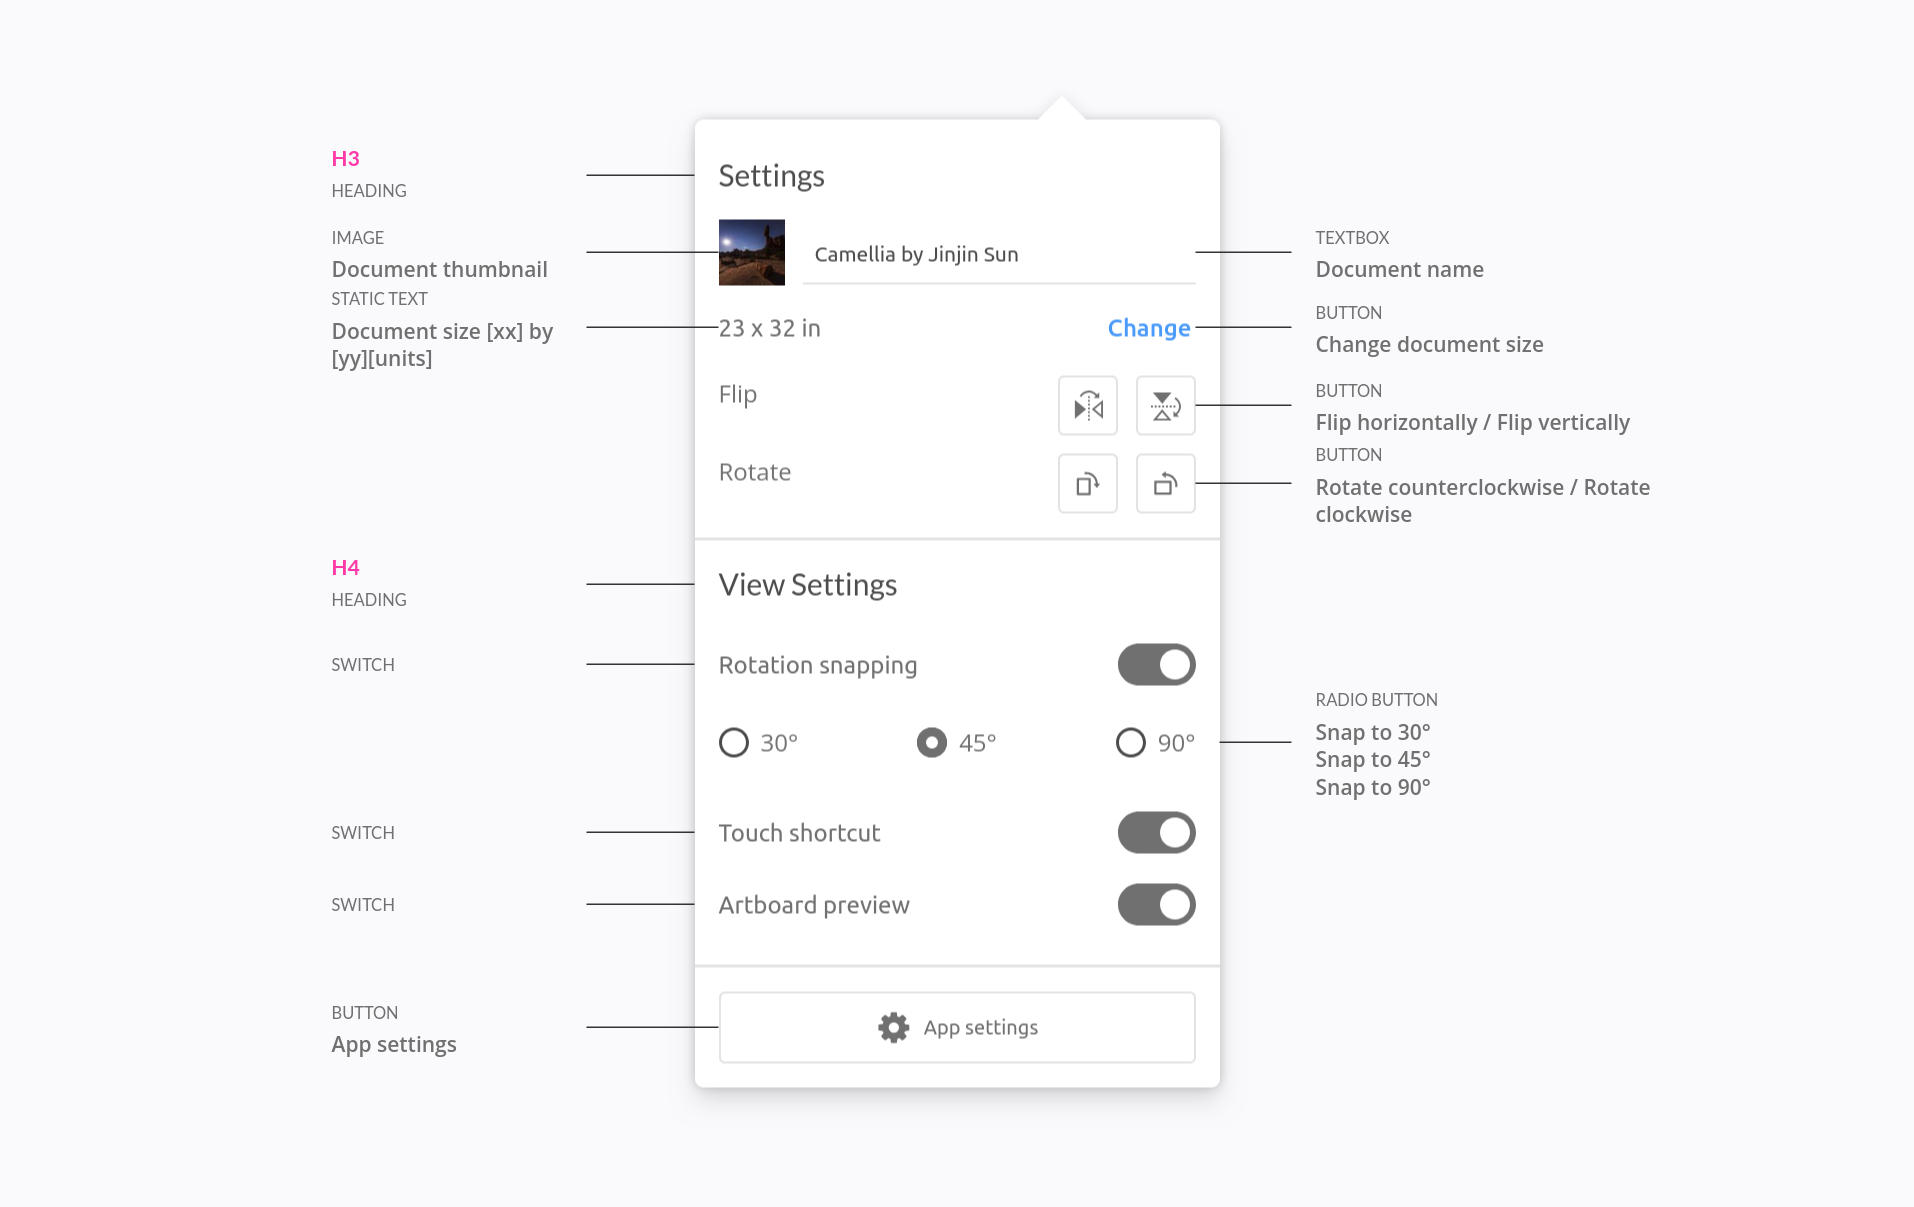 H3
HEADING
IMAGE
Document thumbnail
STATIC TEXT
Document size [xx] by
[yy][units]
H4
HEADING
SWITCH
SWITCH
SWITCH
BUTTON
App settings
Settings
Camellia by Jinjin Sun
23 x 32 in
Change
Flip
Rotate
View Settings
Rotation snapping
30°
45°
90°
Touch shortcut
Artboard preview
App settings
TEXTBOX
Document name
BUTTON
Change document size
BUTTON
Flip horizontally / Flip vertically
BUTTON
Rotate counterclockwise / Rotate
clockwise
RADIO BUTTON
Snap to 30°
Snap to 45°
Snap to 90°